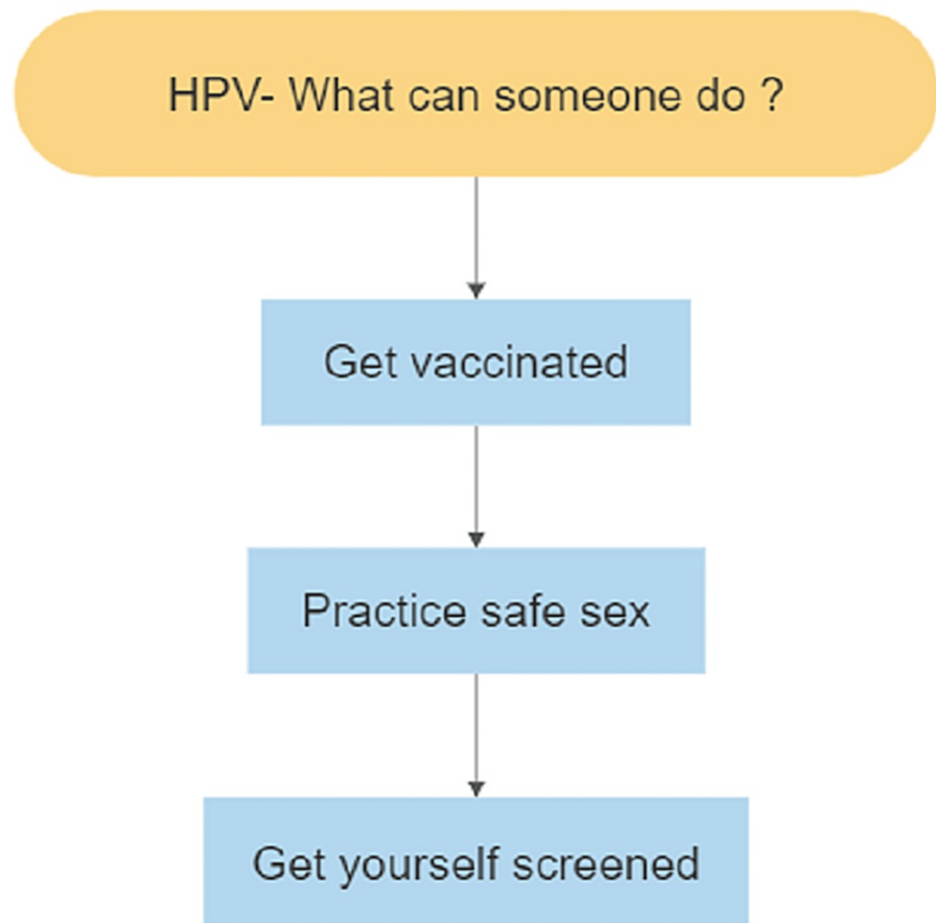 HPV- What can someone do ?
Get vaccinated
Practice safe sex
Get yourself screened